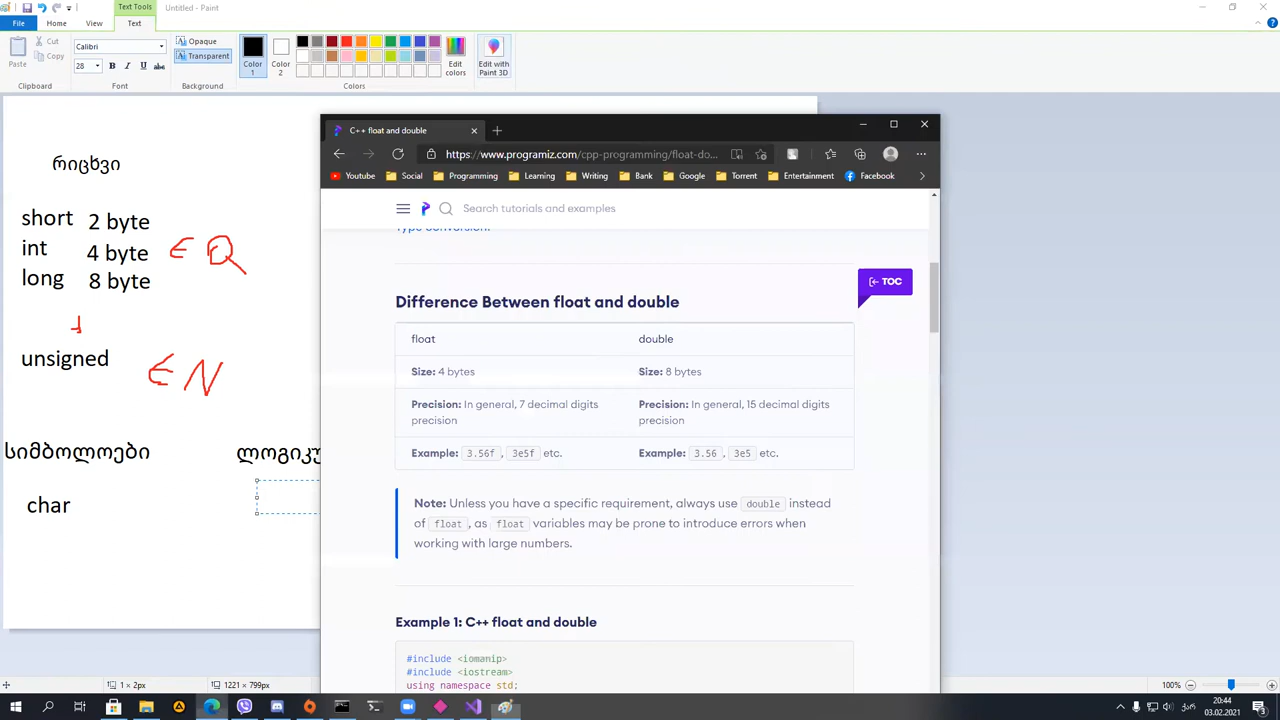 Text Tools
Untitled - Paint
File
Home
View
Text
Paste
Cut
Copy
Clipboard
Calibri
28
B I U abc
Font
Opaque
Transparent
Background
Color 1
Color 2
Edit colors
Colors
Edit with Paint 3D
რიცხვი
short 2 byte
int 4 byte ∈ Q
long 8 byte
unsigned ∈ N
სიმბოლოები
ლოგიკუ
char
C++ float and double
https://www.programiz.com/cpp-programming/float-do...
Youtube
Social
Programming
Learning
Writing
Bank
Google
Torrent
Entertainment
Facebook
Search tutorials and examples
Type conversion.
TOC
Difference Between float and double
float double
Size: 4 bytes Size: 8 bytes
Precision: In general, 7 decimal digits precision
Precision: In general, 15 decimal digits precision
Example: 3.56f , 3e5f etc.
Example: 3.56 , 3e5 etc.
Note: Unless you have a specific requirement, always use double instead
of float , as float variables may be prone to introduce errors when
working with large numbers.
Example 1: C++ float and double
#include <iomanip>
#include <iostream>
using namespace std;
1 × 2px
1221 × 799px
100%
20:44
03.02.2021